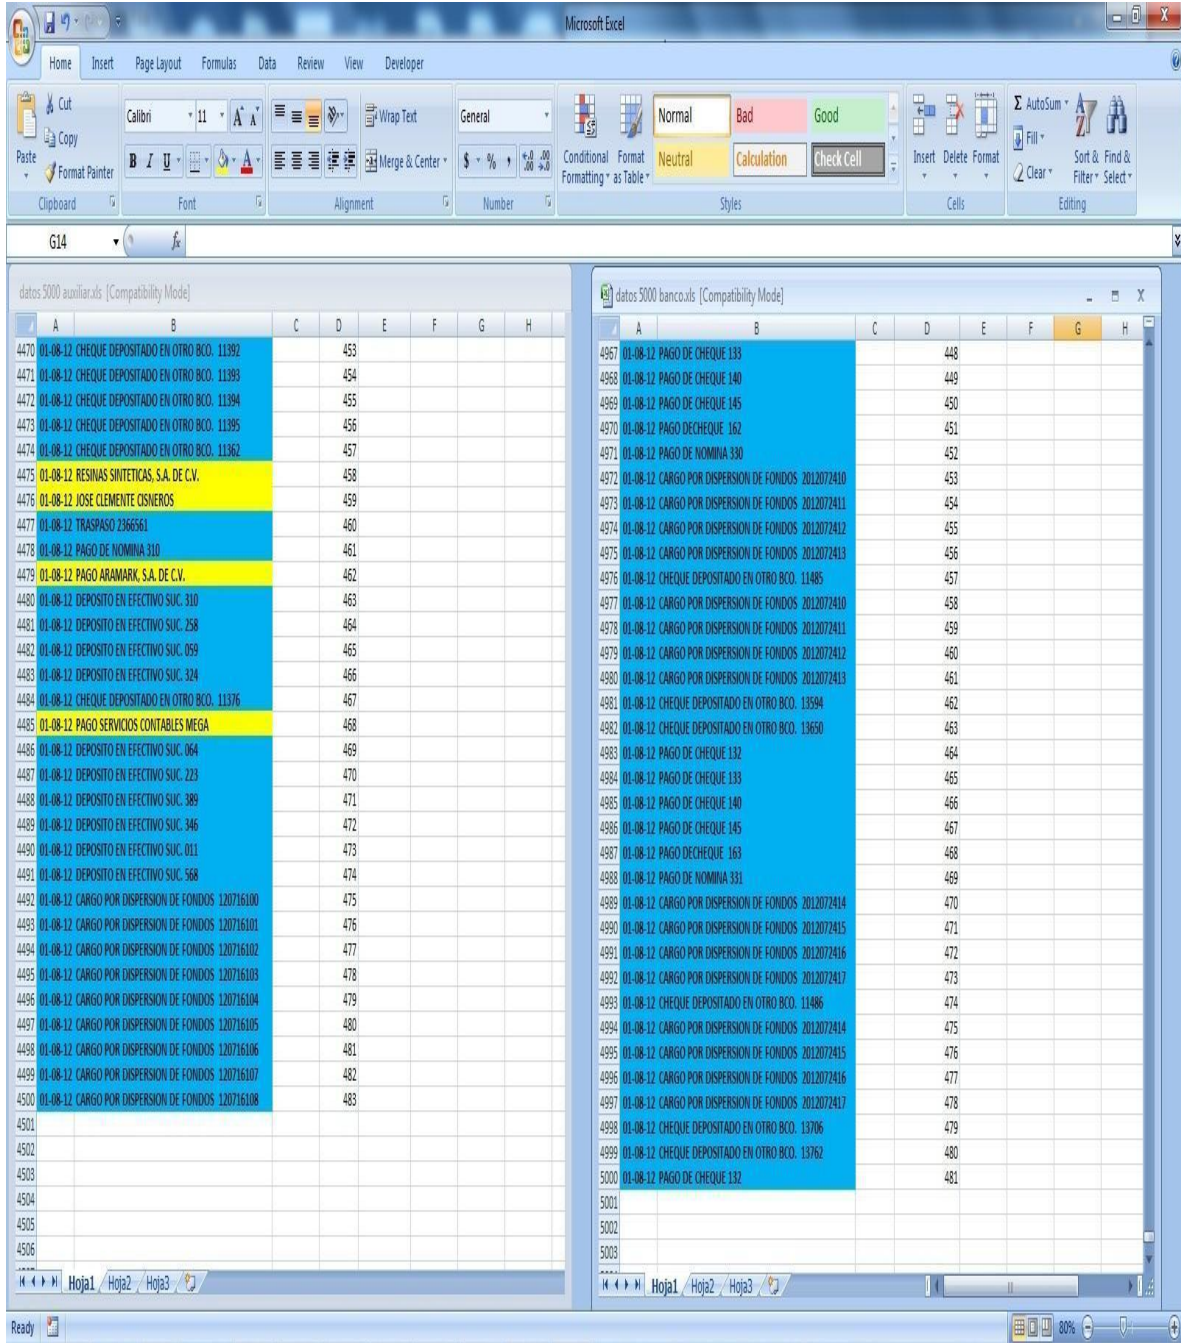 Microsoft Excel
Home Insert Page Layout Formulas Data Review View Developer
Cut
Copy
Paste
Format Painter
Clipboard
Calibri 11 A A
B I U A
Font
Wrap Text
Merge & Center
Alignment
General
$ % , .0 .00 .00 .0
Number
Conditional Formatting
Format as Table
Normal Bad Good
Neutral Calculation Check Cell
Styles
Insert Delete Format
Cells
Σ AutoSum
Fill
Clear
Sort & Filter
Find & Select
Editing
G14 fx
datos 5000 auxiliar.xls [Compatibility Mode]
A B C D E F G H
4470 01-08-12 CHEQUE DEPOSITADO EN OTRO BCO. 11392 453
4471 01-08-12 CHEQUE DEPOSITADO EN OTRO BCO. 11393 454
4472 01-08-12 CHEQUE DEPOSITADO EN OTRO BCO. 11394 455
4473 01-08-12 CHEQUE DEPOSITADO EN OTRO BCO. 11395 456
4474 01-08-12 CHEQUE DEPOSITADO EN OTRO BCO. 11362 457
4475 01-08-12 RESINAS SINTETICAS, S.A. DE C.V. 458
4476 01-08-12 JOSE CLEMENTE CISNEROS 459
4477 01-08-12 TRASPASO 2366561 460
4478 01-08-12 PAGO DE NOMINA 310 461
4479 01-08-12 PAGO ARAMARK, S.A. DE C.V. 462
4480 01-08-12 DEPOSITO EN EFECTIVO SUC. 310 463
4481 01-08-12 DEPOSITO EN EFECTIVO SUC. 258 464
4482 01-08-12 DEPOSITO EN EFECTIVO SUC. 059 465
4483 01-08-12 DEPOSITO EN EFECTIVO SUC. 324 466
4484 01-08-12 CHEQUE DEPOSITADO EN OTRO BCO. 11376 467
4485 01-08-12 PAGO SERVICIOS CONTABLES MEGA 468
4486 01-08-12 DEPOSITO EN EFECTIVO SUC. 064 469
4487 01-08-12 DEPOSITO EN EFECTIVO SUC. 223 470
4488 01-08-12 DEPOSITO EN EFECTIVO SUC. 389 471
4489 01-08-12 DEPOSITO EN EFECTIVO SUC. 346 472
4490 01-08-12 DEPOSITO EN EFECTIVO SUC. 011 473
4491 01-08-12 DEPOSITO EN EFECTIVO SUC. 568 474
4492 01-08-12 CARGO POR DISPERSION DE FONDOS 120716100 475
4493 01-08-12 CARGO POR DISPERSION DE FONDOS 120716101 476
4494 01-08-12 CARGO POR DISPERSION DE FONDOS 120716102 477
4495 01-08-12 CARGO POR DISPERSION DE FONDOS 120716103 478
4496 01-08-12 CARGO POR DISPERSION DE FONDOS 120716104 479
4497 01-08-12 CARGO POR DISPERSION DE FONDOS 120716105 480
4498 01-08-12 CARGO POR DISPERSION DE FONDOS 120716106 481
4499 01-08-12 CARGO POR DISPERSION DE FONDOS 120716107 482
4500 01-08-12 CARGO POR DISPERSION DE FONDOS 120716108 483
4501
4502
4503
4504
4505
4506
Hoja1 Hoja2 Hoja3
datos 5000 banco.xls [Compatibility Mode]
A B C D E F G H
4967 01-08-12 PAGO DE CHEQUE 133 448
4968 01-08-12 PAGO DE CHEQUE 140 449
4969 01-08-12 PAGO DE CHEQUE 145 450
4970 01-08-12 PAGO DECHEQUE 162 451
4971 01-08-12 PAGO DE NOMINA 330 452
4972 01-08-12 CARGO POR DISPERSION DE FONDOS 2012072410 453
4973 01-08-12 CARGO POR DISPERSION DE FONDOS 2012072411 454
4974 01-08-12 CARGO POR DISPERSION DE FONDOS 2012072412 455
4975 01-08-12 CARGO POR DISPERSION DE FONDOS 2012072413 456
4976 01-08-12 CHEQUE DEPOSITADO EN OTRO BCO. 11485 457
4977 01-08-12 CARGO POR DISPERSION DE FONDOS 2012072410 458
4978 01-08-12 CARGO POR DISPERSION DE FONDOS 2012072411 459
4979 01-08-12 CARGO POR DISPERSION DE FONDOS 2012072412 460
4980 01-08-12 CARGO POR DISPERSION DE FONDOS 2012072413 461
4981 01-08-12 CHEQUE DEPOSITADO EN OTRO BCO. 13594 462
4982 01-08-12 CHEQUE DEPOSITADO EN OTRO BCO. 13650 463
4983 01-08-12 PAGO DE CHEQUE 132 464
4984 01-08-12 PAGO DE CHEQUE 133 465
4985 01-08-12 PAGO DE CHEQUE 140 466
4986 01-08-12 PAGO DE CHEQUE 145 467
4987 01-08-12 PAGO DECHEQUE 163 468
4988 01-08-12 PAGO DE NOMINA 331 469
4989 01-08-12 CARGO POR DISPERSION DE FONDOS 2012072414 470
4990 01-08-12 CARGO POR DISPERSION DE FONDOS 2012072415 471
4991 01-08-12 CARGO POR DISPERSION DE FONDOS 2012072416 472
4992 01-08-12 CARGO POR DISPERSION DE FONDOS 2012072417 473
4993 01-08-12 CHEQUE DEPOSITADO EN OTRO BCO. 11486 474
4994 01-08-12 CARGO POR DISPERSION DE FONDOS 2012072414 475
4995 01-08-12 CARGO POR DISPERSION DE FONDOS 2012072415 476
4996 01-08-12 CARGO POR DISPERSION DE FONDOS 2012072416 477
4997 01-08-12 CARGO POR DISPERSION DE FONDOS 2012072417 478
4998 01-08-12 CHEQUE DEPOSITADO EN OTRO BCO. 13706 479
4999 01-08-12 CHEQUE DEPOSITADO EN OTRO BCO. 13762 480
5000 01-08-12 PAGO DE CHEQUE 132 481
5001
5002
5003
Hoja1 Hoja2 Hoja3
Ready 80%